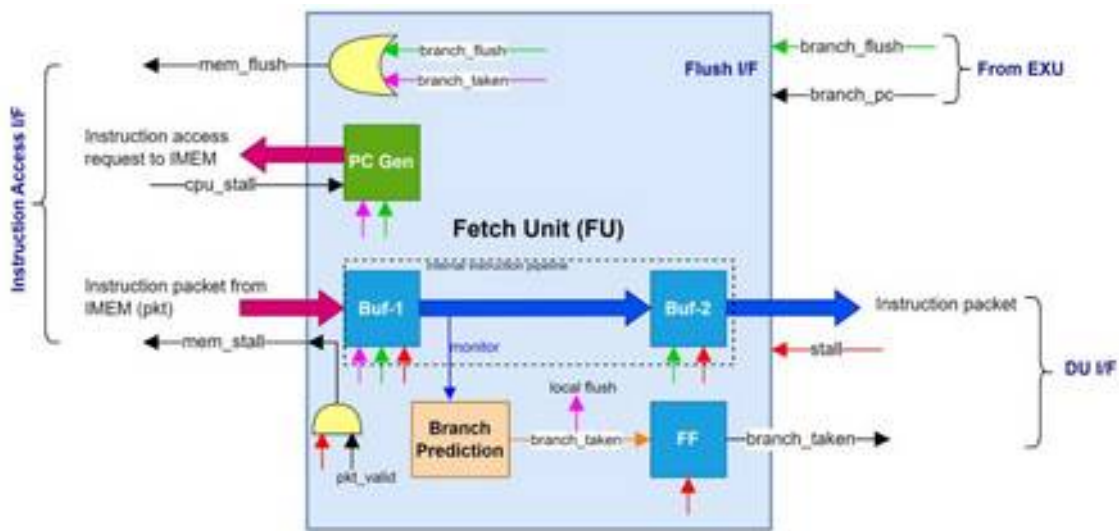 branch_flush
mem_flush
branch_taken
Flush I/F
branch_flush
From EXU
branch_pc
Instruction Access I/F
Instruction access
request to IMEM
PC Gen
cpu_stall
Fetch Unit (FU)
Internal instruction pipeline
Instruction packet from
IMEM (pkt)
Buf-1
Buf-2
Instruction packet
mem_stall
monitor
stall
DU I/F
local flush
Branch
Prediction
branch_taken
FF
branch_taken
pkt_valid